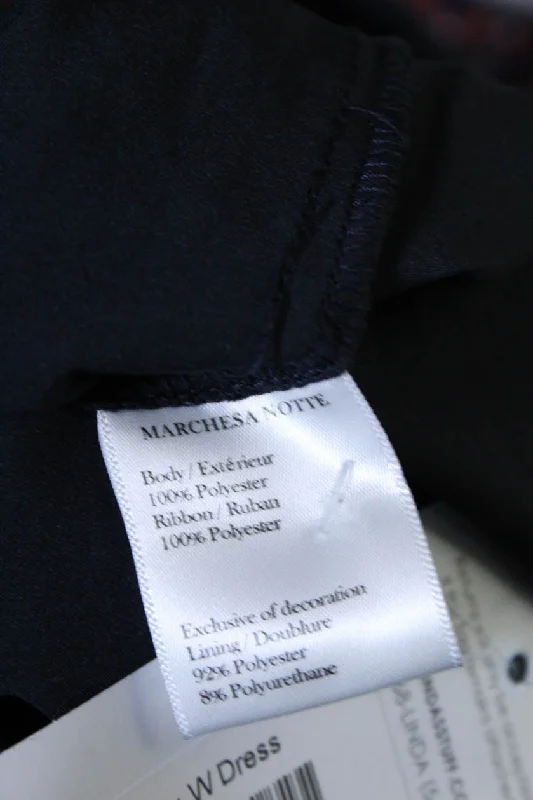 MARCHESA NOTTE
Body / Extérieur
100% Polyester
Ribbon / Ruban
100% Polyester
Exclusive of decoration
Lining / Doublure
92% Polyester
8% Polyurethane
W Dress